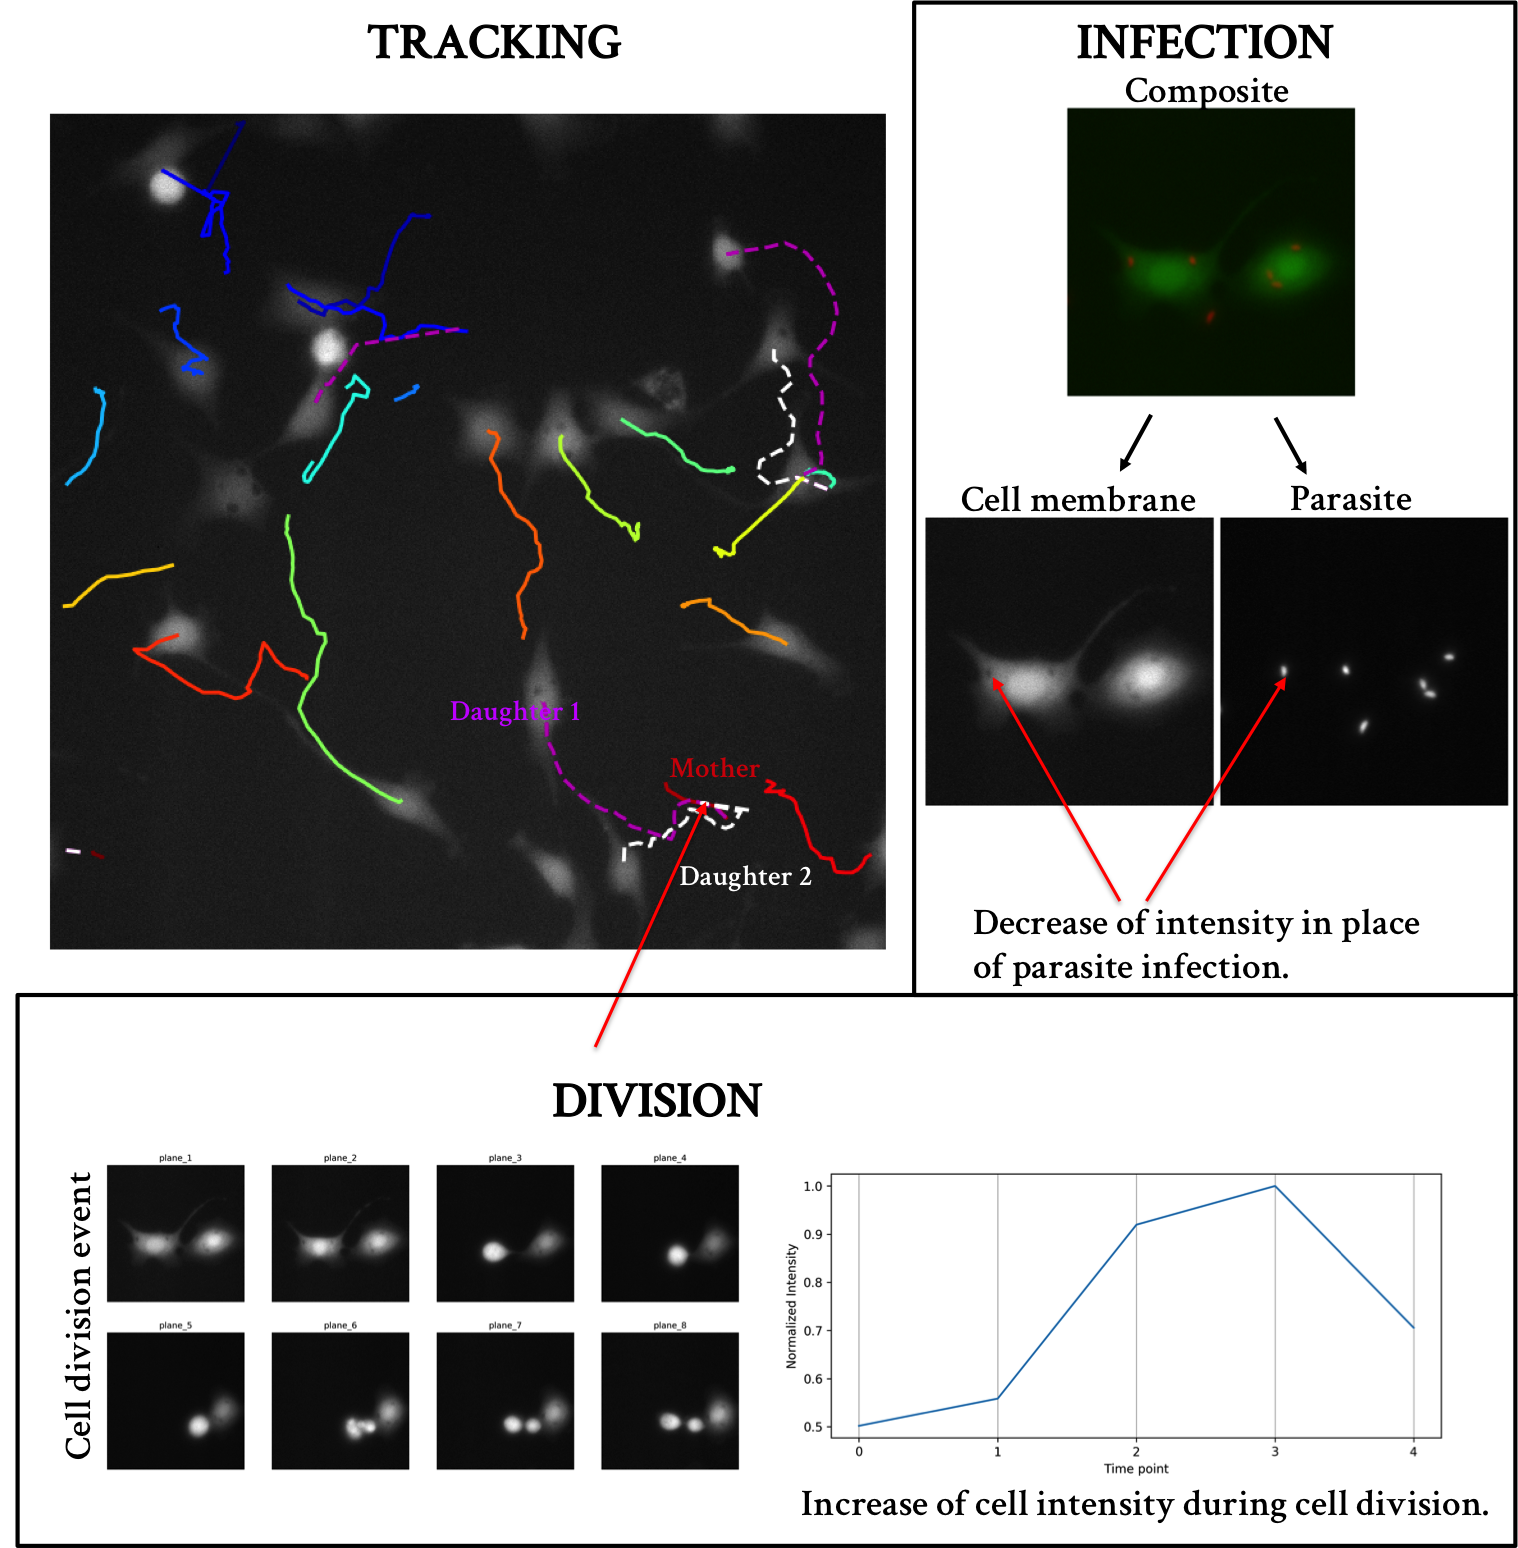 TRACKING
Daughter 1
Mother
Daughter 2
INFECTION
Composite
Cell membrane
Parasite
Decrease of intensity in place
of parasite infection.
DIVISION
Cell division event
plane_1
plane_2
plane_3
plane_4
plane_5
plane_6
plane_7
plane_8
Normalized Intensity
1.0
0.9
0.8
0.7
0.6
0.5
0 1 2 3 4
Time point
Increase of cell intensity during cell division.